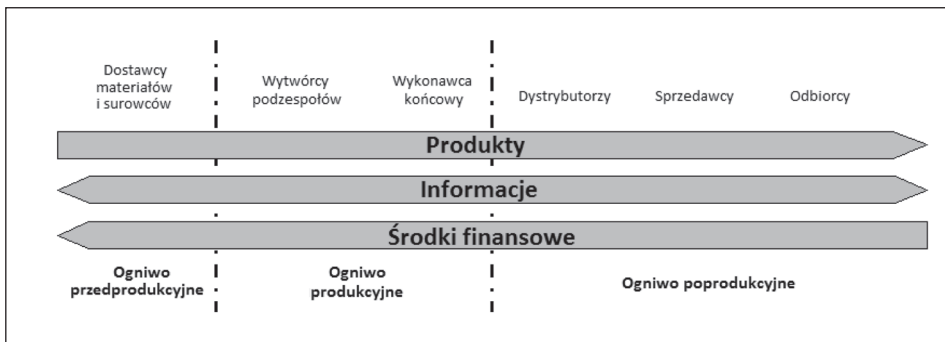 Dostawcy
materiałów
i surowców
Wytwórcy
podzespołów
Wykonawca
końcowy
Dystrybutorzy
Sprzedawcy
Odbiorcy
Produkty
Informacje
Środki finansowe
Ogniwo
przedprodukcyjne
Ogniwo
produkcyjne
Ogniwo poprodukcyjne